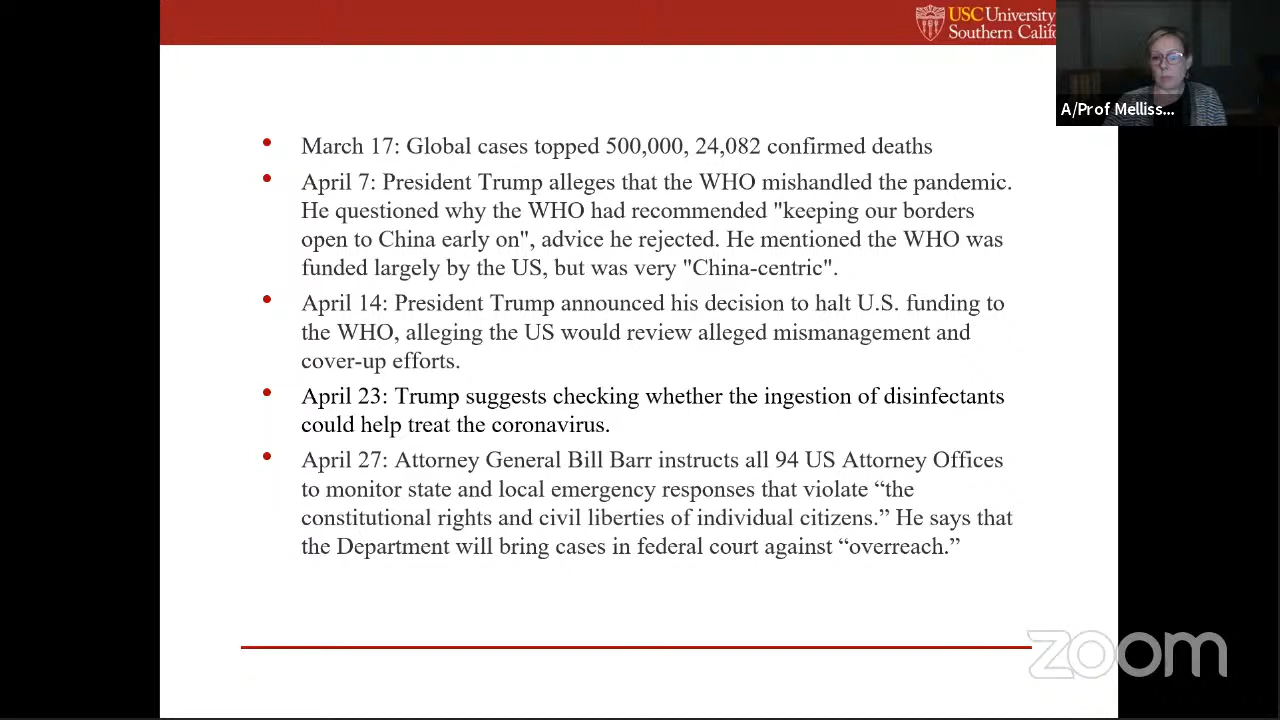 USC University
Southern Calif
A/Prof Melliss...
• March 17: Global cases topped 500,000, 24,082 confirmed deaths
• April 7: President Trump alleges that the WHO mishandled the pandemic.
He questioned why the WHO had recommended "keeping our borders
open to China early on", advice he rejected. He mentioned the WHO was
funded largely by the US, but was very "China-centric".
• April 14: President Trump announced his decision to halt U.S. funding to
the WHO, alleging the US would review alleged mismanagement and
cover-up efforts.
• April 23: Trump suggests checking whether the ingestion of disinfectants
could help treat the coronavirus.
• April 27: Attorney General Bill Barr instructs all 94 US Attorney Offices
to monitor state and local emergency responses that violate “the
constitutional rights and civil liberties of individual citizens.” He says that
the Department will bring cases in federal court against “overreach.”
zoom